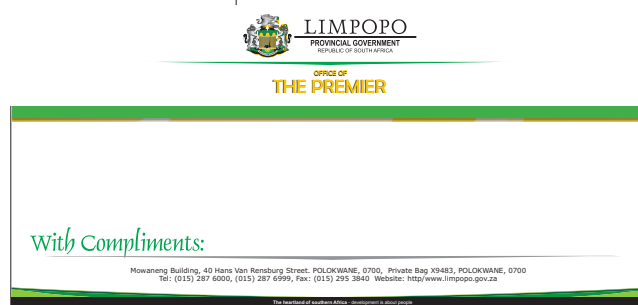 LIMPOPO
PROVINCIAL GOVERNMENT
REPUBLIC OF SOUTH AFRICA
OFFICE OF
THE PREMIER
With Compliments:
Mowaneng Building, 40 Hans Van Rensburg Street. POLOKWANE, 0700, Private Bag X9483, POLOKWANE, 0700
Tel: (015) 287 6000, (015) 287 6999, Fax: (015) 295 3840 Website: http/www.limpopo.gov.za
The heartland of southern Africa - development is about people